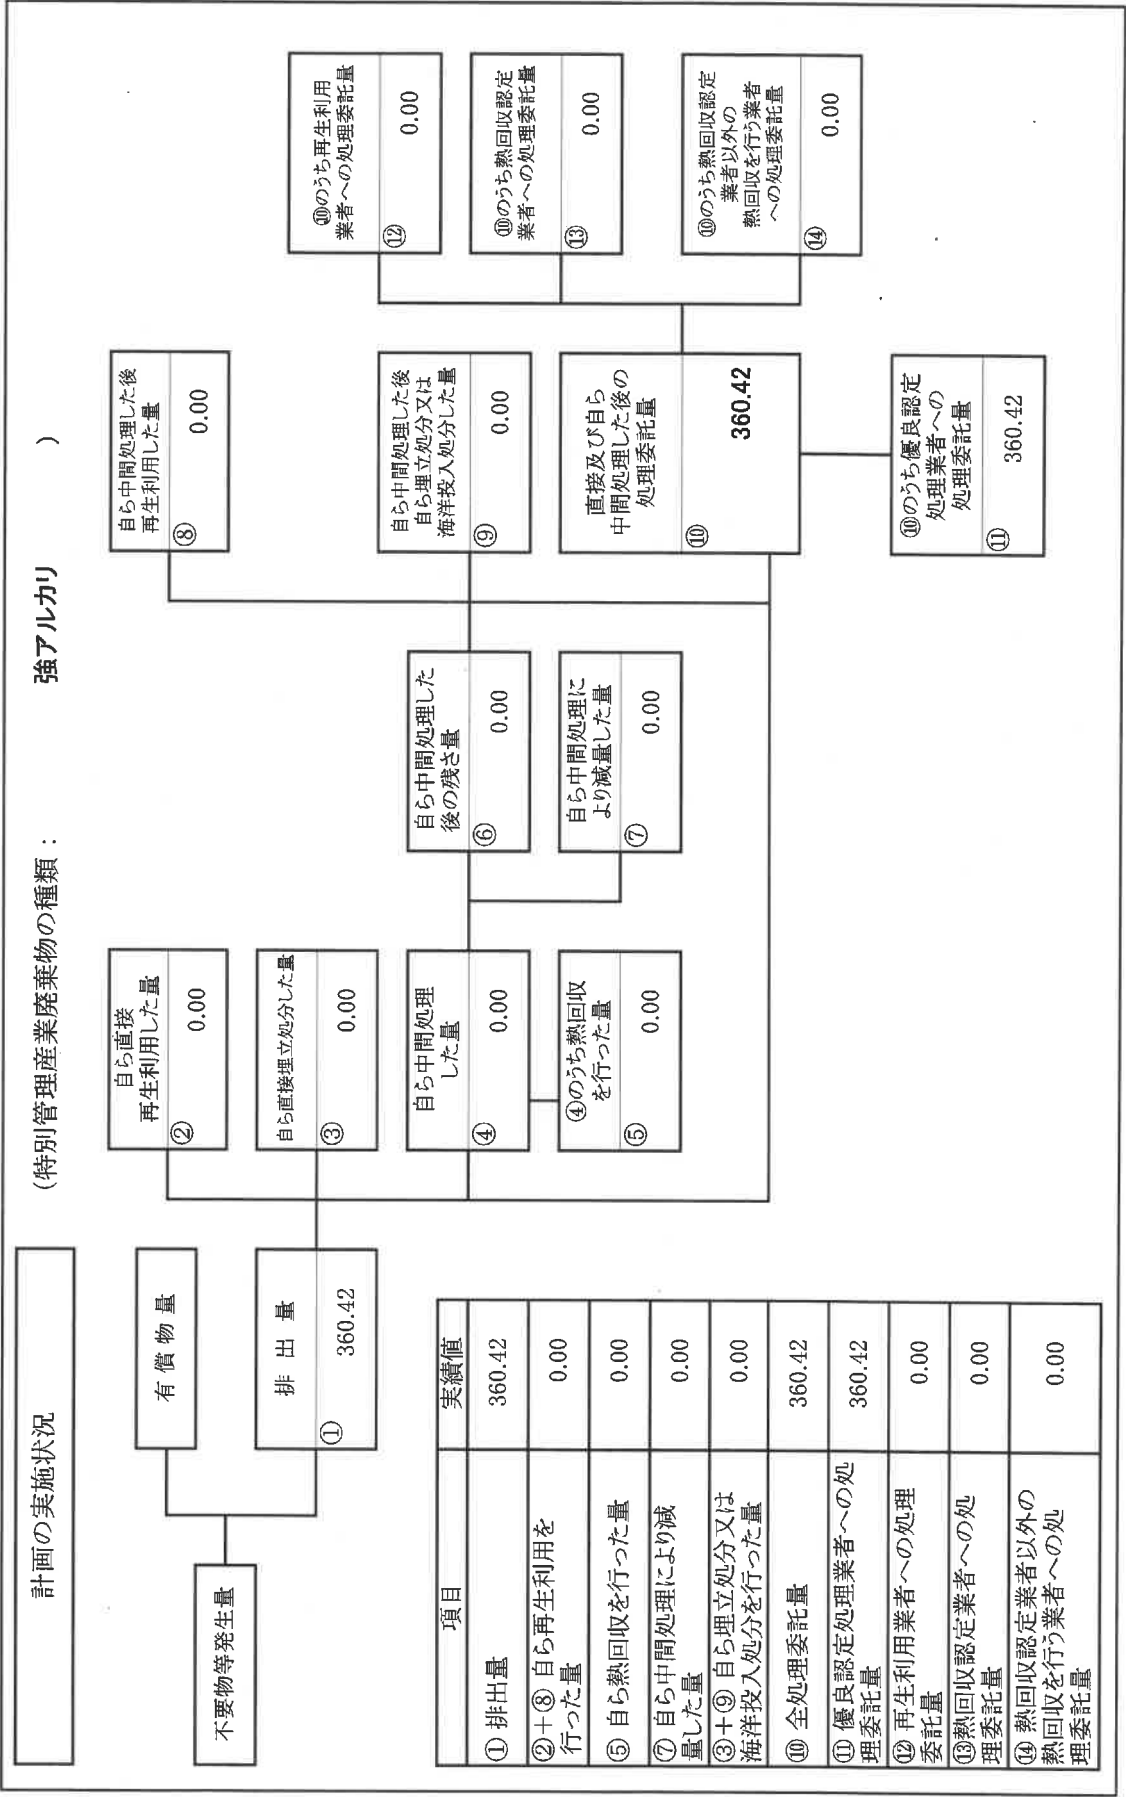 計画の実施状況
(特別管理産業廃棄物の種類： 強アルカリ )
不要物等発生量
有償物量
排出量
① 360.42
自ら直接
再生利用した量
② 0.00
自ら直接埋立処分した量
③ 0.00
自ら中間処理
した量
④ 0.00
④のうち熱回収
を行った量
⑤ 0.00
自ら中間処理した
後の残さ量
⑥ 0.00
自ら中間処理に
より減量した量
⑦ 0.00
自ら中間処理した後
再生利用した量
⑧ 0.00
自ら中間処理した後
自ら埋立処分又は
海洋投入処分した量
⑨ 0.00
直接及び自ら
中間処理した後の
処理委託量
⑩ 360.42
⑩のうち優良認定
処理業者への
処理委託量
⑪ 360.42
⑩のうち再生利用
業者への処理委託量
⑫ 0.00
⑩のうち熱回収認定
業者への処理委託量
⑬ 0.00
⑩のうち熱回収認定
業者以外の
熱回収を行う業者
への処理委託量
⑭ 0.00
項目 実績値
① 排出量 360.42
②+⑧ 自ら再生利用を
行った量 0.00
⑤ 自ら熱回収を行った量 0.00
⑦ 自ら中間処理により減
量した量 0.00
③+⑨ 自ら埋立処分又は
海洋投入処分を行った量 0.00
⑩ 全処理委託量 360.42
⑪ 優良認定処理業者への処
理委託量 360.42
⑫ 再生利用業者への処理
委託量 0.00
⑬熱回収認定業者への処
理委託量 0.00
⑭ 熱回収認定業者以外の
熱回収を行う業者への処
理委託量 0.00